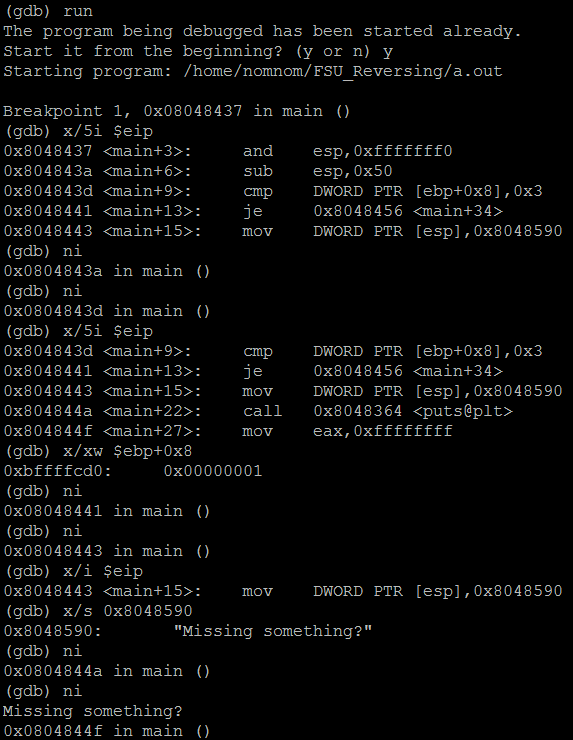 (gdb) run
The program being debugged has been started already.
Start it from the beginning? (y or n) y
Starting program: /home/nomnom/FSU_Reversing/a.out
Breakpoint 1, 0x08048437 in main ()
(gdb) x/5i $eip
0x8048437 <main+3>: and esp,0xfffffff0
0x804843a <main+6>: sub esp,0x50
0x804843d <main+9>: cmp DWORD PTR [ebp+0x8],0x3
0x8048441 <main+13>: je 0x8048456 <main+34>
0x8048443 <main+15>: mov DWORD PTR [esp],0x8048590
(gdb) ni
0x0804843a in main ()
(gdb) ni
0x0804843d in main ()
(gdb) x/5i $eip
0x804843d <main+9>: cmp DWORD PTR [ebp+0x8],0x3
0x8048441 <main+13>: je 0x8048456 <main+34>
0x8048443 <main+15>: mov DWORD PTR [esp],0x8048590
0x804844a <main+22>: call 0x8048364 <puts@plt>
0x804844f <main+27>: mov eax,0xffffffff
(gdb) x/xw $ebp+0x8
0xbffffcd0: 0x00000001
(gdb) ni
0x08048441 in main ()
(gdb) ni
0x08048443 in main ()
(gdb) x/i $eip
0x8048443 <main+15>: mov DWORD PTR [esp],0x8048590
(gdb) x/s 0x8048590
0x8048590: "Missing something?"
(gdb) ni
0x0804844a in main ()
(gdb) ni
Missing something?
0x0804844f in main ()